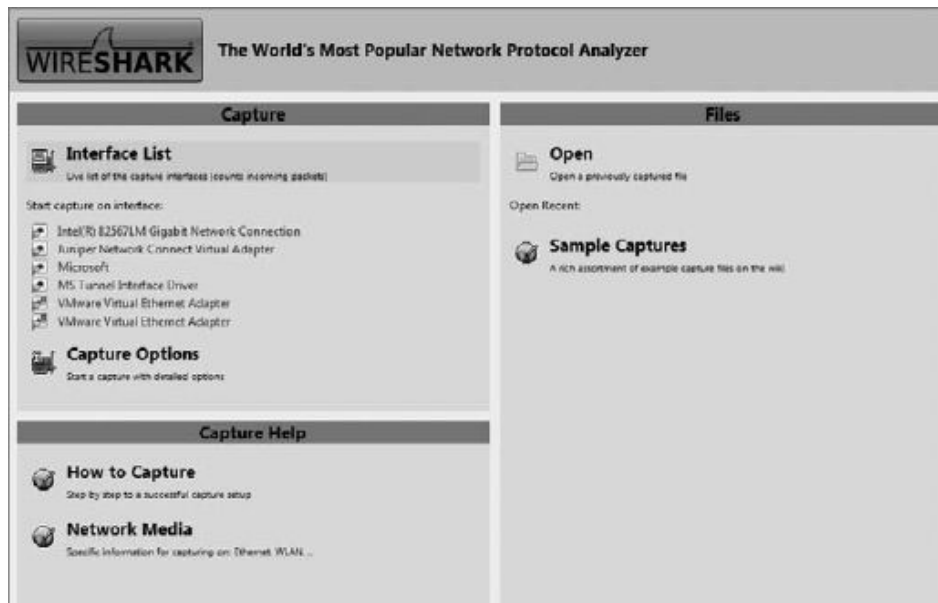 WIRESHARK
The World's Most Popular Network Protocol Analyzer
Capture
Interface List
Live list of the capture interfaces (counts incoming packets)
Start capture on interface:
Intel(R) 82567LM Gigabit Network Connection
Juniper Network Connect Virtual Adapter
Microsoft
MS Tunnel Interface Driver
VMware Virtual Ethernet Adapter
VMware Virtual Ethernet Adapter
Capture Options
Start a capture with detailed options
Capture Help
How to Capture
Step by step to a successful capture setup
Network Media
Specific information for capturing on: Ethernet, WLAN, ...
Files
Open
Open a previously captured file
Open Recent:
Sample Captures
A rich assortment of example capture files on the wiki